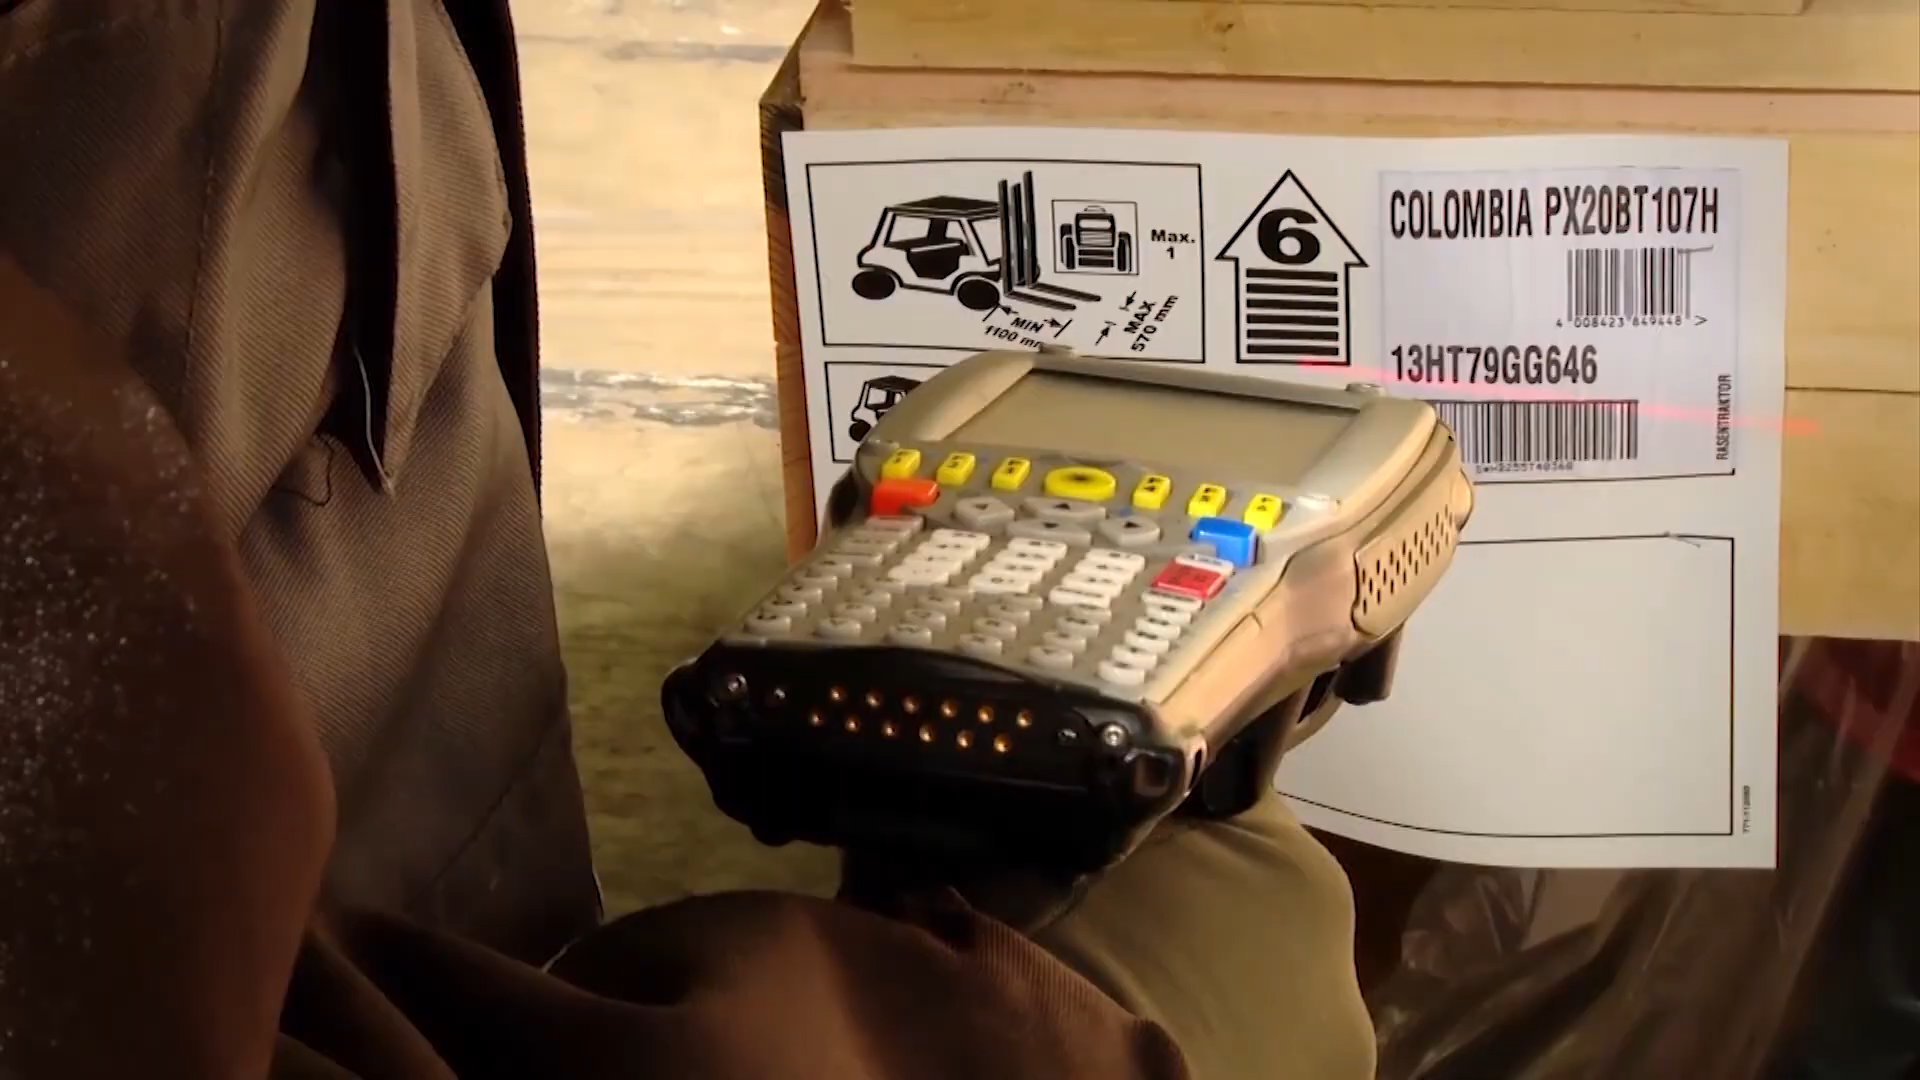 Max.
1
MIN
1100 mm
MAX
570 mm
6
COLOMBIA PX20BT107H
4 008423 849448 >
13HT79GG646
RASENTRAKTOR